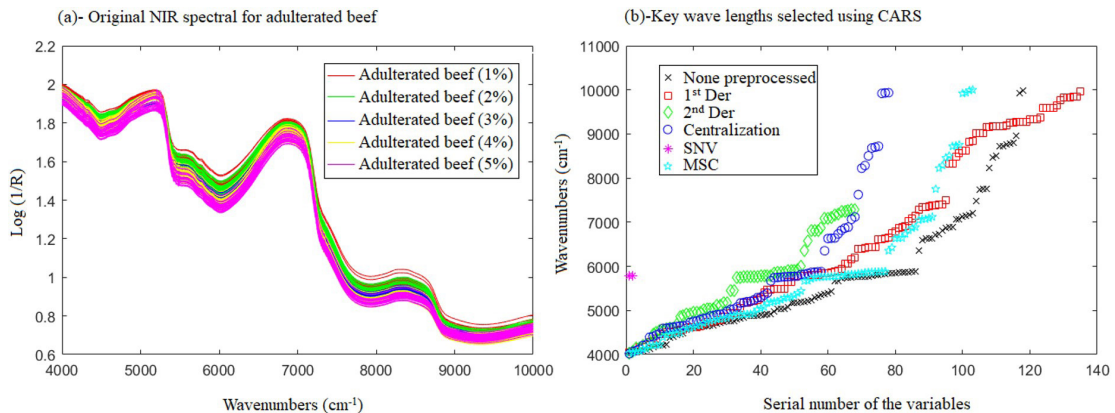 (a)- Original NIR spectral for adulterated beef
2.2
2
1.8
1.6
1.4
1.2
1
0.8
0.6
Log (1/R)
Adulterated beef (1%)
Adulterated beef (2%)
Adulterated beef (3%)
Adulterated beef (4%)
Adulterated beef (5%)
4000 5000 6000 7000 8000 9000 10000
Wavenumbers (cm⁻¹)
(b)-Key wave lengths selected using CARS
11000
10000
9000
8000
7000
6000
5000
4000
Wavenumbers (cm⁻¹)
None preprocessed
1st Der
2nd Der
Centralization
SNV
MSC
0 20 40 60 80 100 120 140
Serial number of the variables